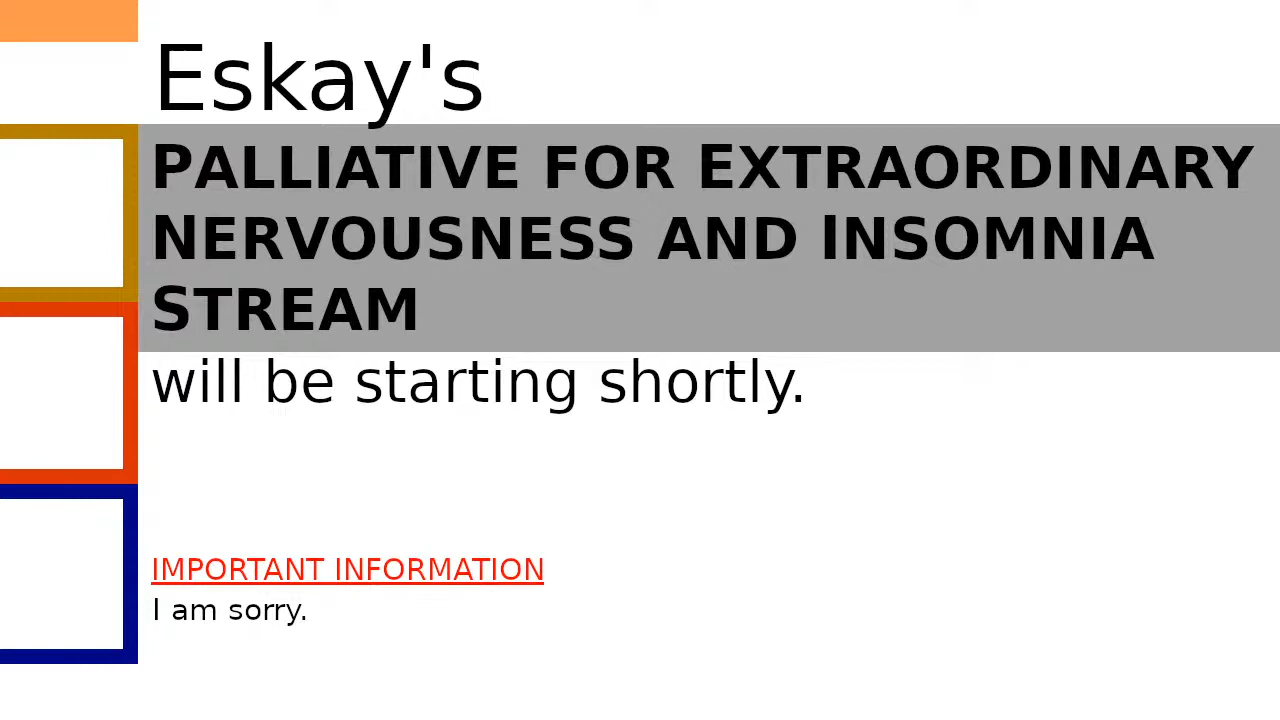 Eskay's
PALLIATIVE FOR EXTRAORDINARY
NERVOUSNESS AND INSOMNIA
STREAM
will be starting shortly.
IMPORTANT INFORMATION
I am sorry.